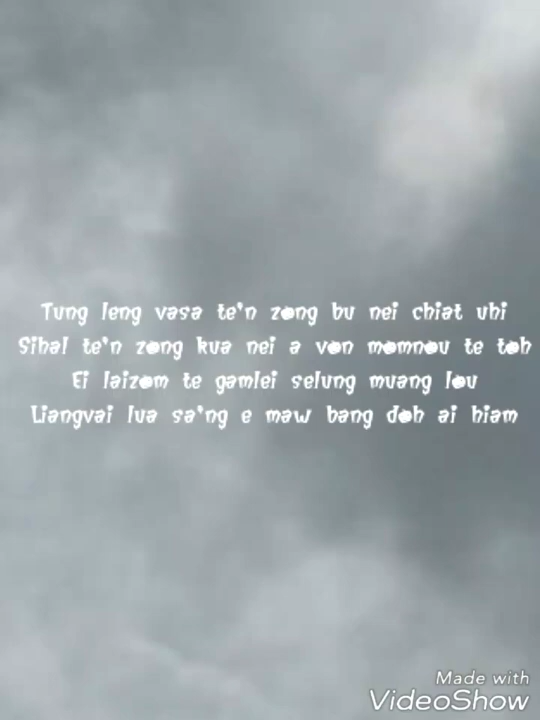 Tung leng vasa te'n zong bu nei chiat uhi
Sihal te'n zong kua nei a von momnou te toh
Ei laizom te gamlei selung muang lou
Liangvai lua sa'ng e maw bang doh ai hiam
Made with
VideoShow